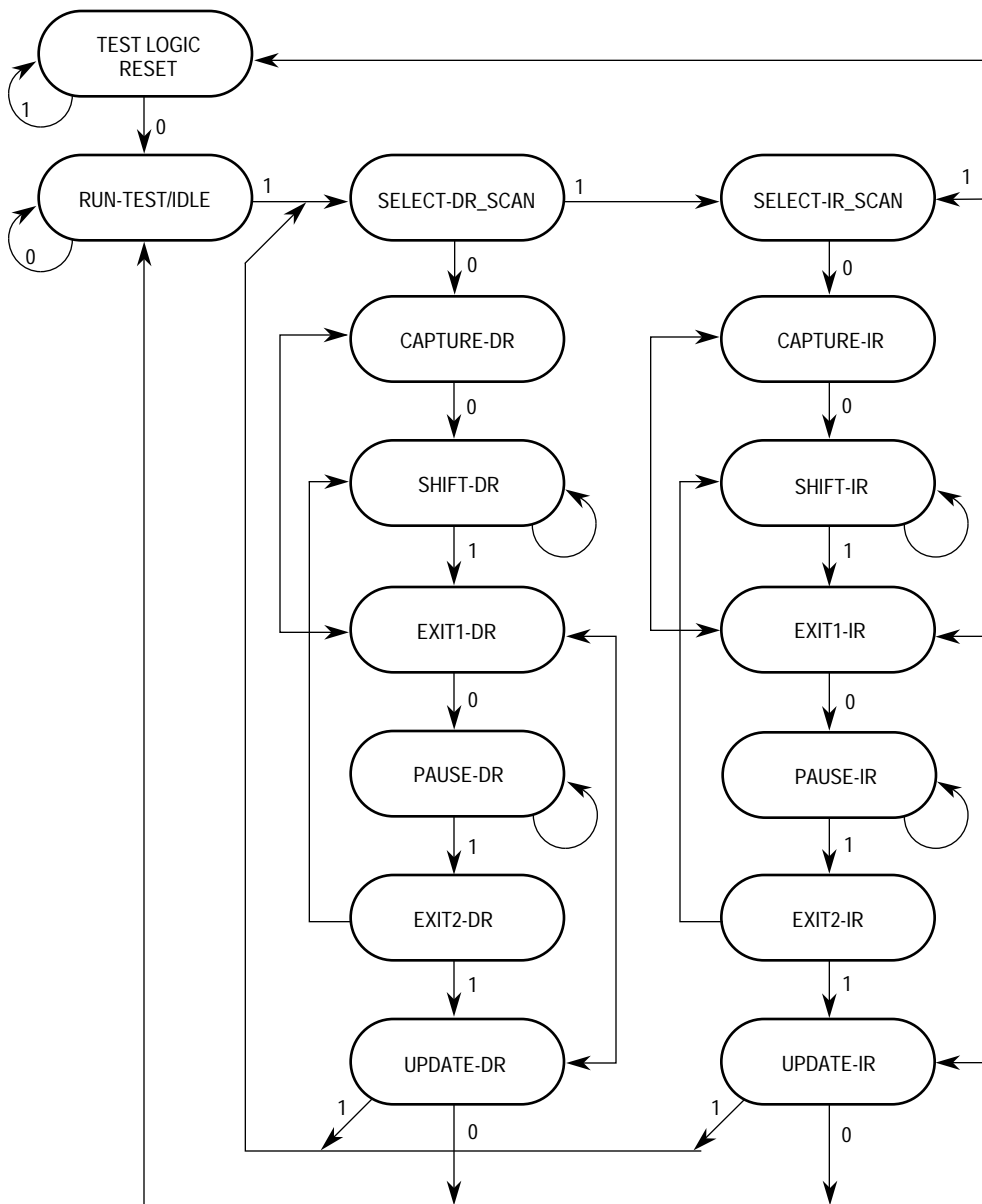 TEST LOGIC
RESET
1
0
RUN-TEST/IDLE
1
SELECT-DR_SCAN
1
SELECT-IR_SCAN
1
0
0
0
CAPTURE-DR
CAPTURE-IR
0
0
SHIFT-DR
SHIFT-IR
1
1
EXIT1-DR
EXIT1-IR
0
0
PAUSE-DR
PAUSE-IR
1
1
EXIT2-DR
EXIT2-IR
1
1
UPDATE-DR
UPDATE-IR
1
0
1
0